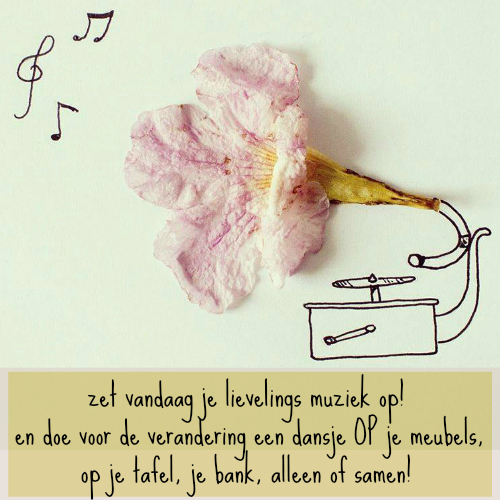 zet vandaag je lievelings muziek op!
en doe voor de verandering een dansje OP je meubels,
op je tafel, je bank, alleen of samen!